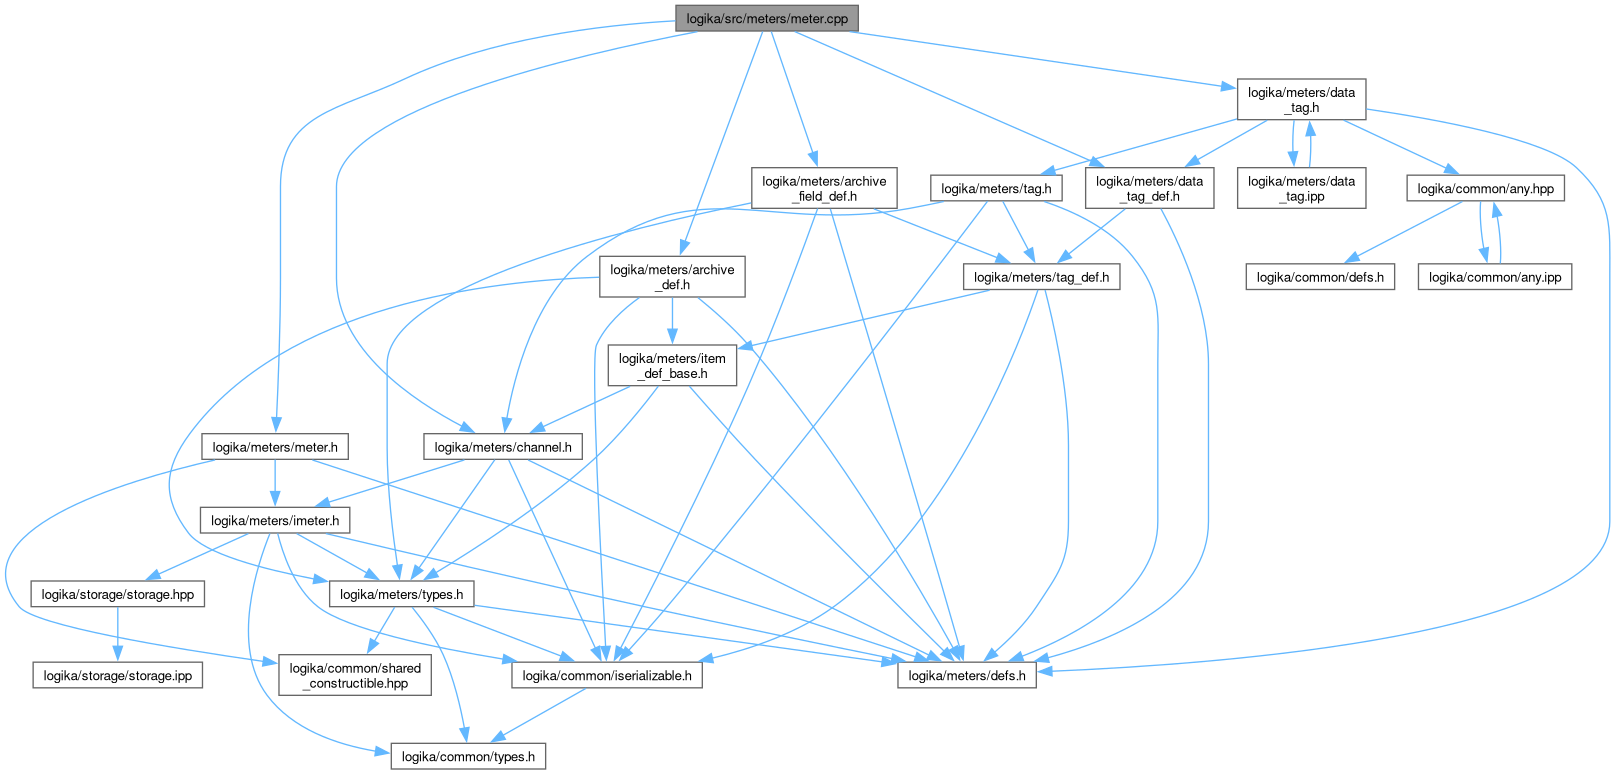 logika/src/meters/meter.cpp
logika/meters/data
_tag.h
logika/meters/archive
_field_def.h
logika/meters/tag.h
logika/meters/data
_tag_def.h
logika/meters/data
_tag.ipp
logika/common/any.hpp
logika/meters/archive
_def.h
logika/meters/tag_def.h
logika/common/defs.h
logika/common/any.ipp
logika/meters/item
_def_base.h
logika/meters/meter.h
logika/meters/channel.h
logika/meters/imeter.h
logika/storage/storage.hpp
logika/meters/types.h
logika/storage/storage.ipp
logika/common/shared
_constructible.hpp
logika/common/iserializable.h
logika/meters/defs.h
logika/common/types.h